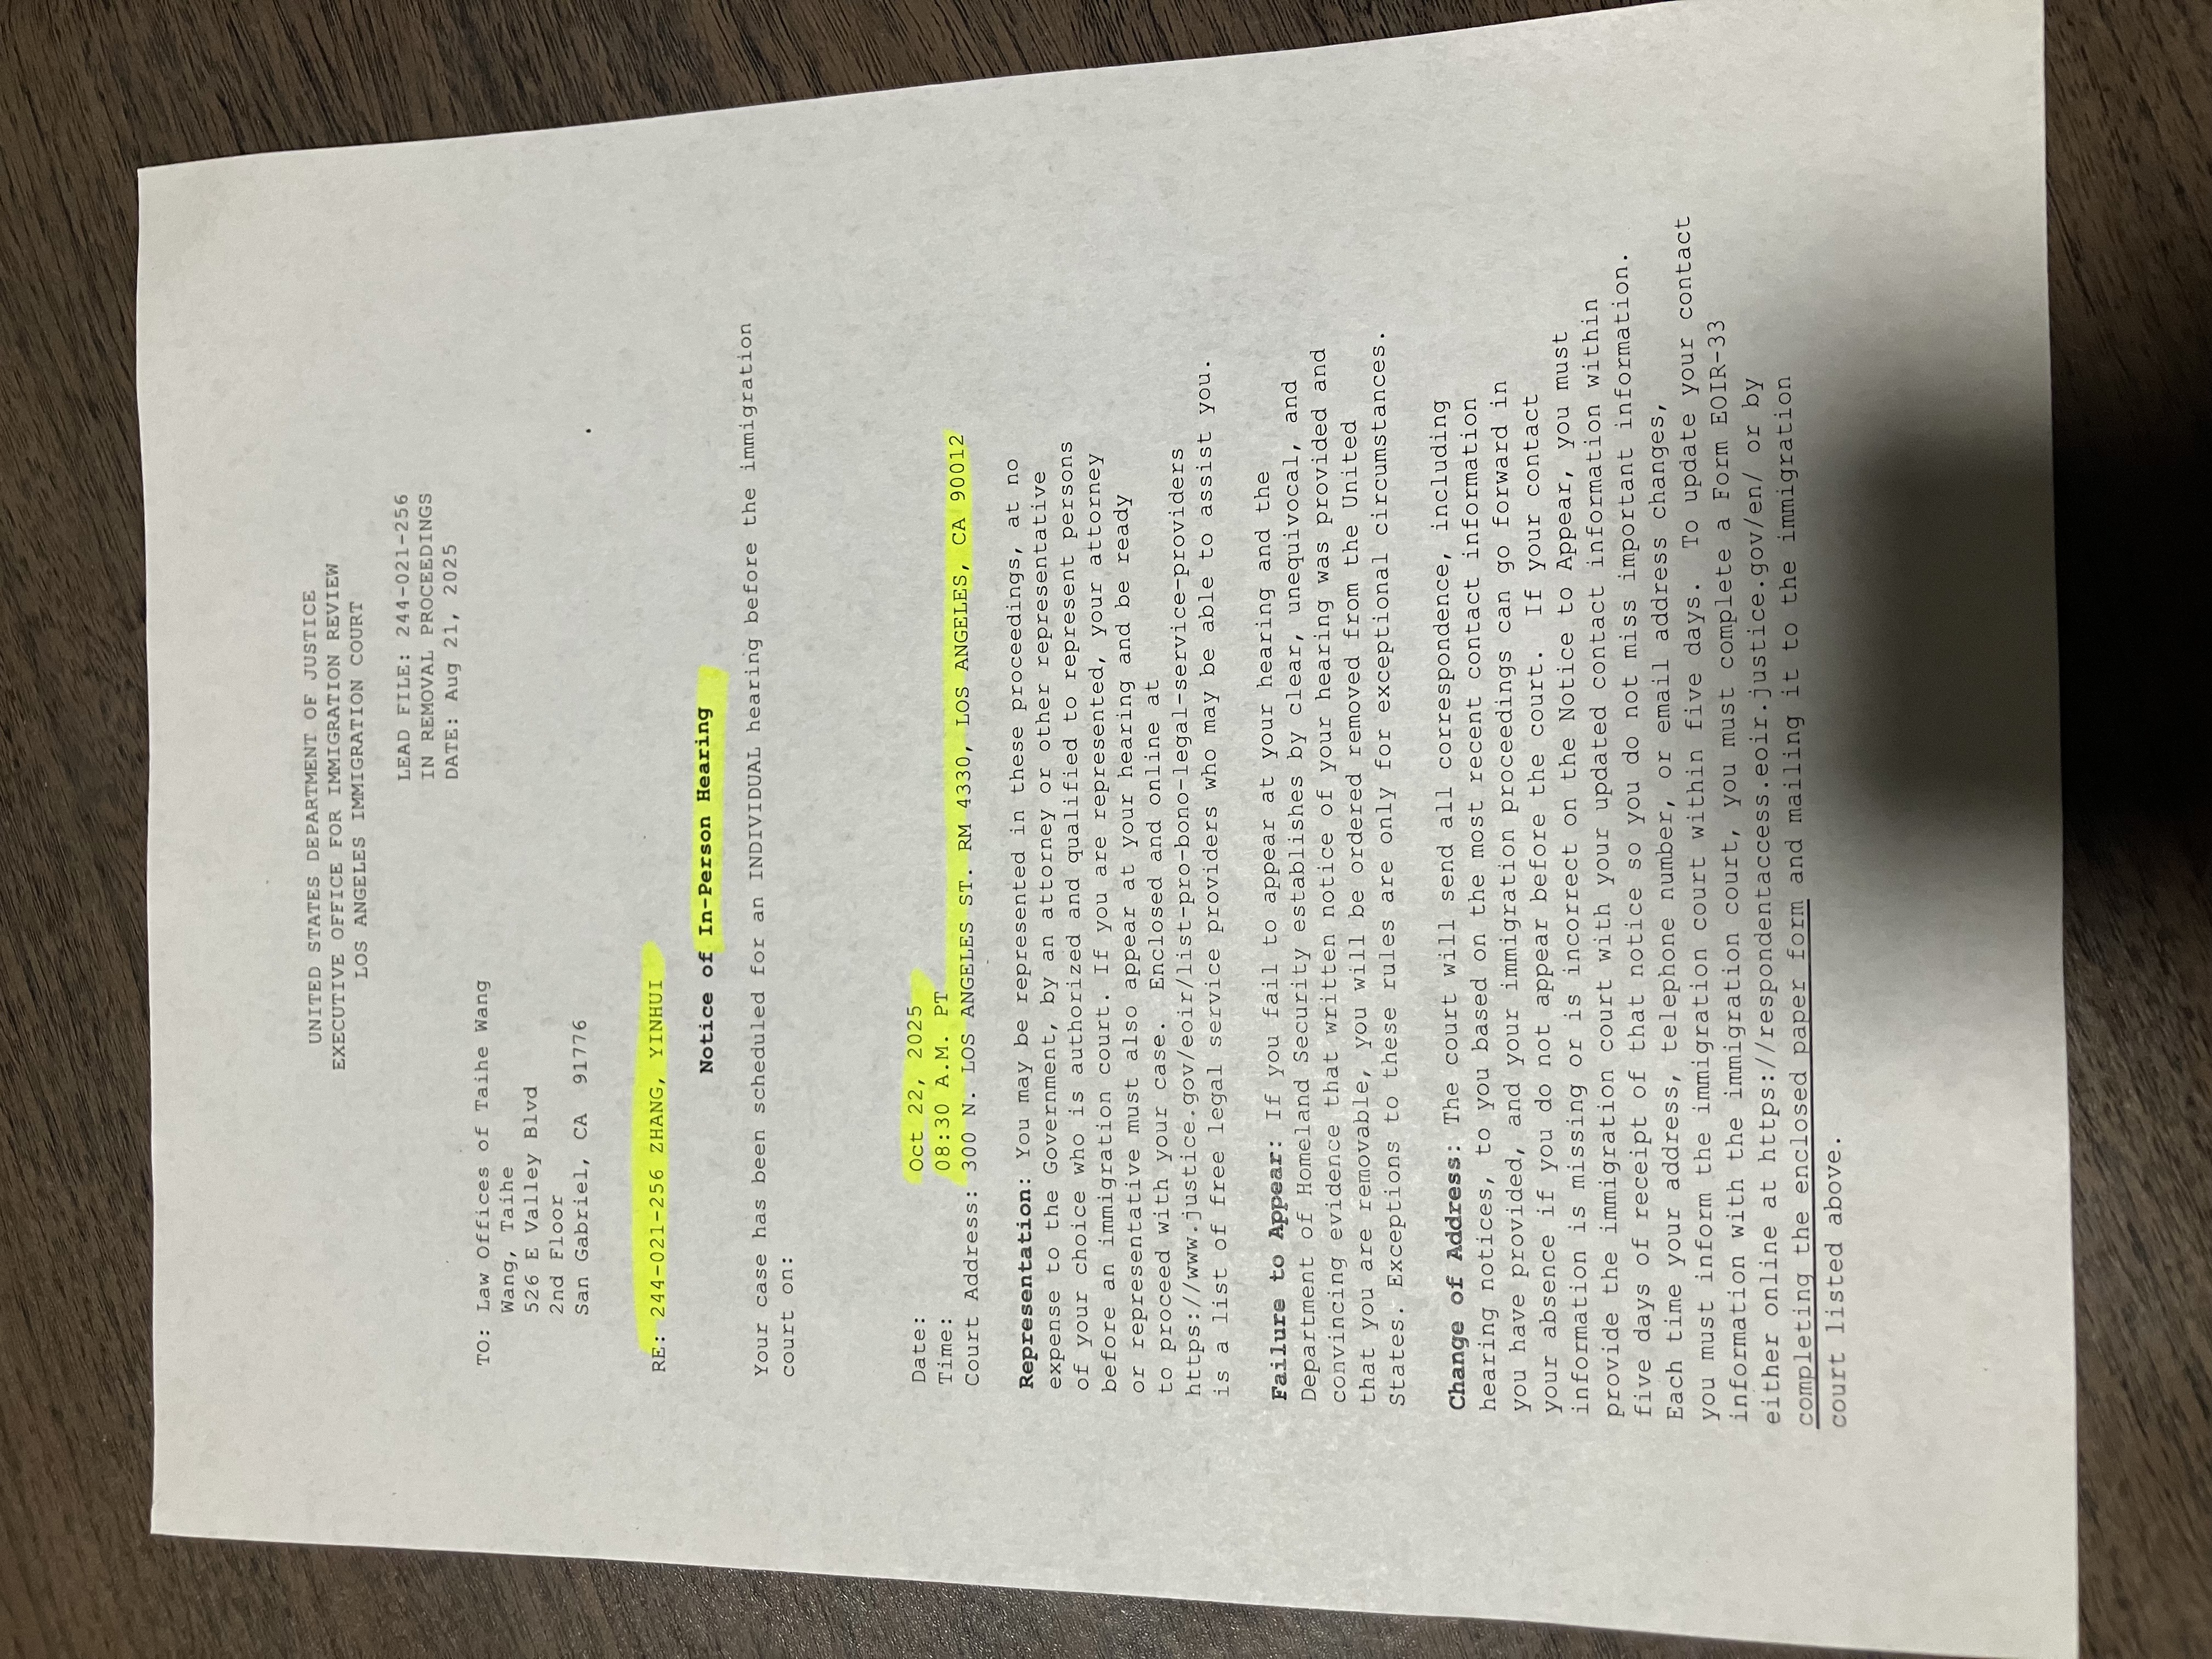 UNITED STATES DEPARTMENT OF JUSTICE
EXECUTIVE OFFICE FOR IMMIGRATION REVIEW
LOS ANGELES IMMIGRATION COURT
LEAD FILE: 244-021-256
IN REMOVAL PROCEEDINGS
DATE: Aug 21, 2025
TO: Law Offices of Taihe Wang
Wang, Taihe
526 E Valley Blvd
2nd Floor
San Gabriel, CA  91776
RE: 244-021-256 ZHANG, YINHUI
Notice of In-Person Hearing
Your case has been scheduled for an INDIVIDUAL hearing before the immigration
court on:
Date: Oct 22, 2025
Time: 08:30 A.M. PT
Court Address: 300 N. LOS ANGELES ST. RM 4330, LOS ANGELES, CA 90012
Representation: You may be represented in these proceedings, at no
expense to the Government, by an attorney or other representative
of your choice who is authorized and qualified to represent persons
before an immigration court. If you are represented, your attorney
or representative must also appear at your hearing and be ready
to proceed with your case.  Enclosed and online at
https://www.justice.gov/eoir/list-pro-bono-legal-service-providers
is a list of free legal service providers who may be able to assist you.
Failure to Appear: If you fail to appear at your hearing and the
Department of Homeland Security establishes by clear, unequivocal, and
convincing evidence that written notice of your hearing was provided and
that you are removable, you will be ordered removed from the United
States. Exceptions to these rules are only for exceptional circumstances.
Change of Address: The court will send all correspondence, including
hearing notices, to you based on the most recent contact information
you have provided, and your immigration proceedings can go forward in
your absence if you do not appear before the court.  If your contact
information is missing or is incorrect on the Notice to Appear, you must
provide the immigration court with your updated contact information within
five days of receipt of that notice so you do not miss important information.
Each time your address, telephone number, or email address changes,
you must inform the immigration court within five days.  To update your contact
information with the immigration court, you must complete a Form EOIR-33
either online at https://respondentaccess.eoir.justice.gov/en/ or by
completing the enclosed paper form and mailing it to the immigration
court listed above.